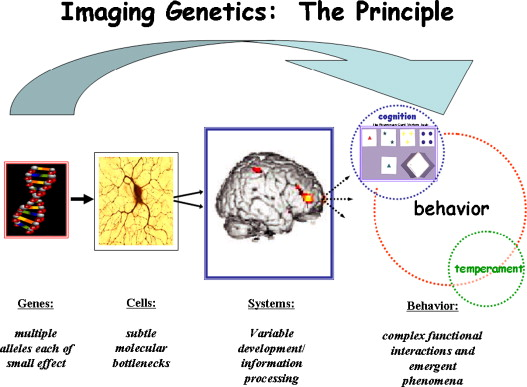 Imaging Genetics: The Principle
cognition
behavior
temperament
Genes:
multiple
alleles each of
small effect
Cells:
subtle
molecular
bottlenecks
Systems:
Variable
development/
information
processing
Behavior:
complex functional
interactions and
emergent
phenomena